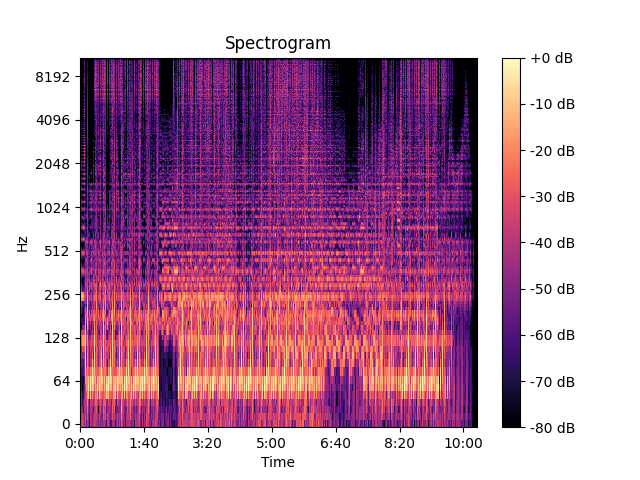 Spectrogram
8192
4096
2048
1024
512
256
128
64
0
Hz
0:00 1:40 3:20 5:00 6:40 8:20 10:00
Time
+0 dB
-10 dB
-20 dB
-30 dB
-40 dB
-50 dB
-60 dB
-70 dB
-80 dB